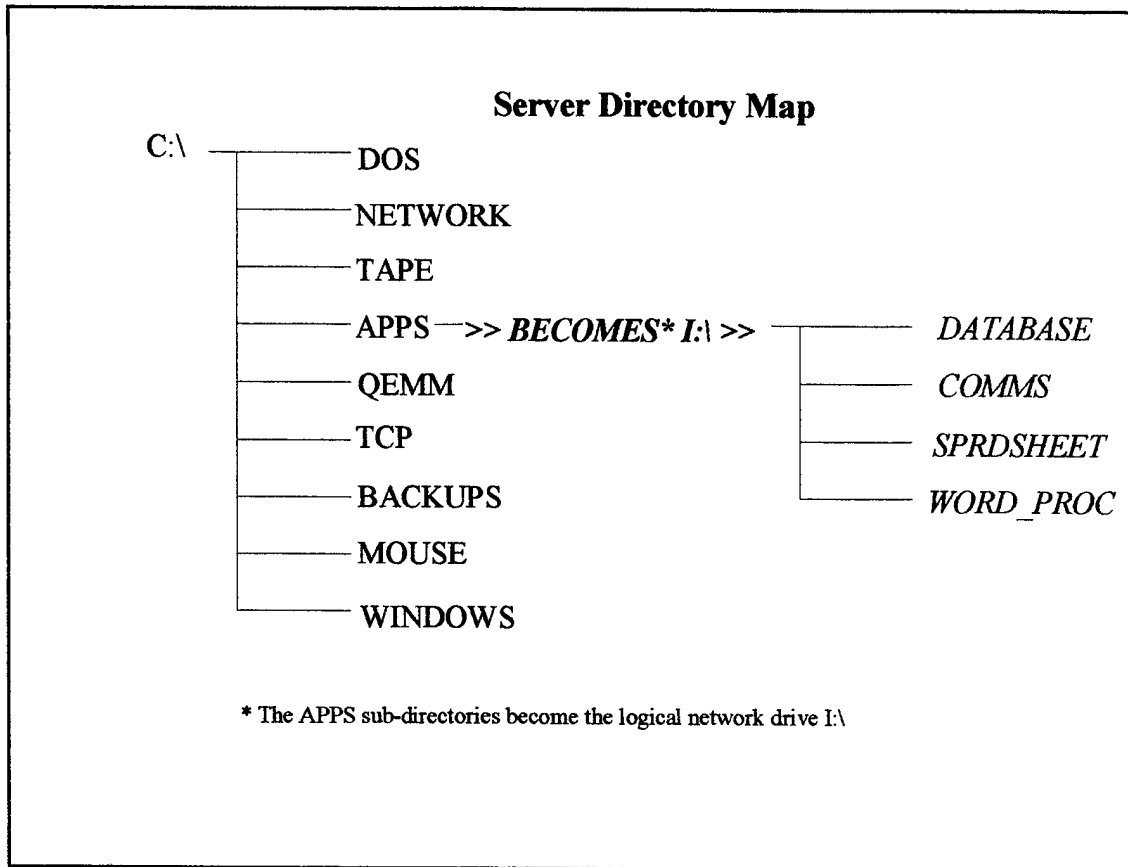 Server Directory Map
C:\
DOS
NETWORK
TAPE
APPS >> BECOMES* I:\ >> DATABASE
QEMM COMMS
TCP SPRDSHEET
BACKUPS WORD_PROC
MOUSE
WINDOWS
* The APPS sub-directories become the logical network drive I:\